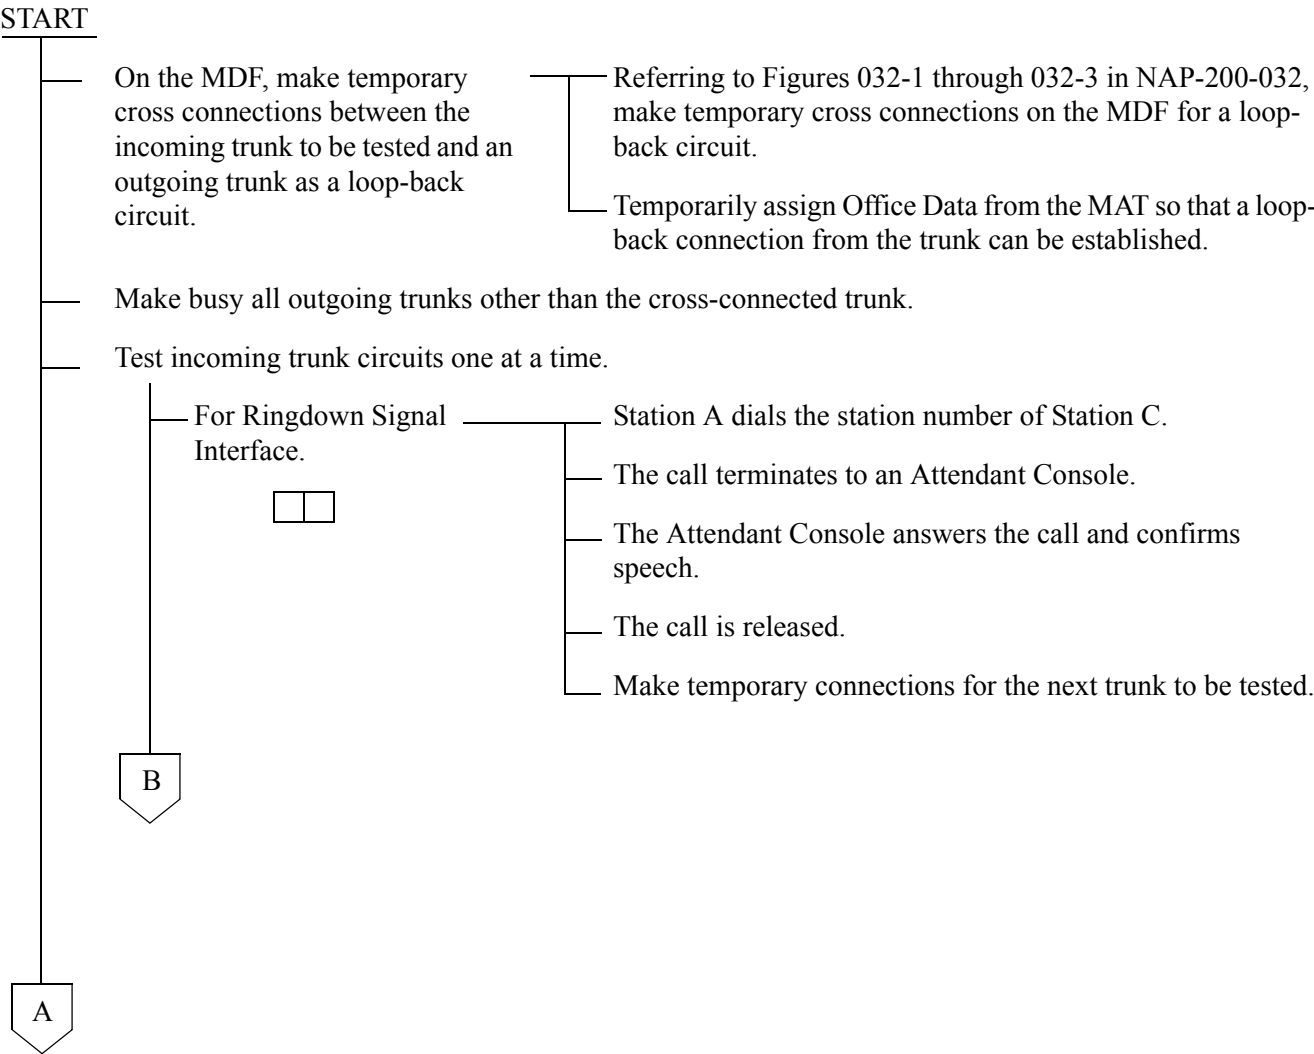 START
On the MDF, make temporary
cross connections between the
incoming trunk to be tested and an
outgoing trunk as a loop-back
circuit.
Referring to Figures 032-1 through 032-3 in NAP-200-032,
make temporary cross connections on the MDF for a loop-
back circuit.
Temporarily assign Office Data from the MAT so that a loop-
back connection from the trunk can be established.
Make busy all outgoing trunks other than the cross-connected trunk.
Test incoming trunk circuits one at a time.
For Ringdown Signal
Interface.
Station A dials the station number of Station C.
The call terminates to an Attendant Console.
The Attendant Console answers the call and confirms
speech.
The call is released.
Make temporary connections for the next trunk to be tested.
B
A